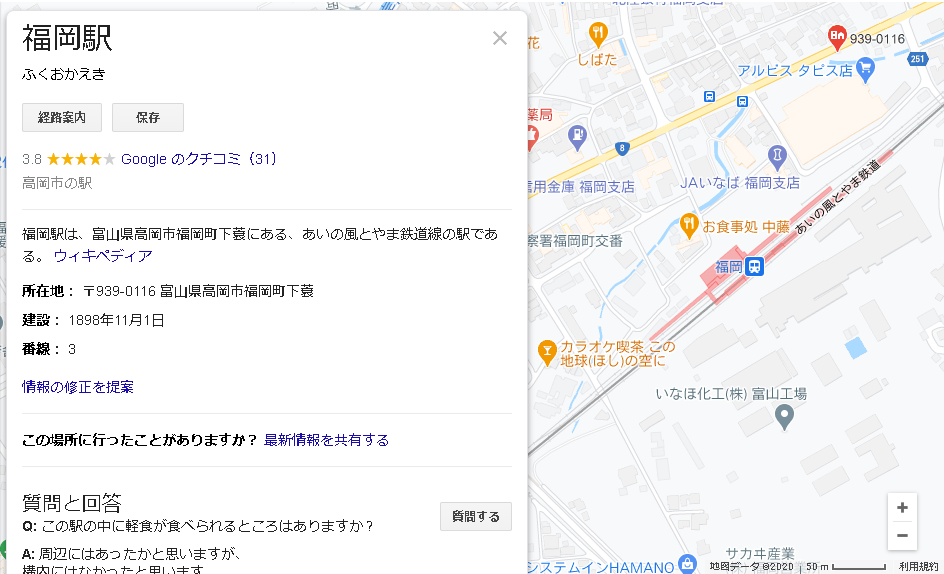 福岡駅
ふくおかえき
経路案内
保存
3.8
Google のクチコミ（31）
高岡市の駅
福岡駅は、富山県高岡市福岡町下蓑にある、あいの風とやま鉄道線の駅であ
る。 ウィキペディア
所在地： 〒939-0116 富山県高岡市福岡町下蓑
建設： 1898年11月1日
番線： 3
情報の修正を提案
この場所に行ったことがありますか？ 最新情報を共有する
質問と回答
質問する
Q: この駅の中に軽食が食べられるところはありますか？
A: 周辺にはあったかと思いますが、
構内にはなかったと思います
しばた
939-0116
アルビス タピス店
251
薬局
8
信用金庫 福岡支店
JAいなば 福岡支店
あいの風とやま鉄道
お食事処 中藤
察署福岡町交番
福岡
カラオケ喫茶 この
地球(ほし)の空に
いなほ化工(株) 富山工場
サカヰ産業
システムインHAMANO
地図データ ©2020
50 m
利用規約